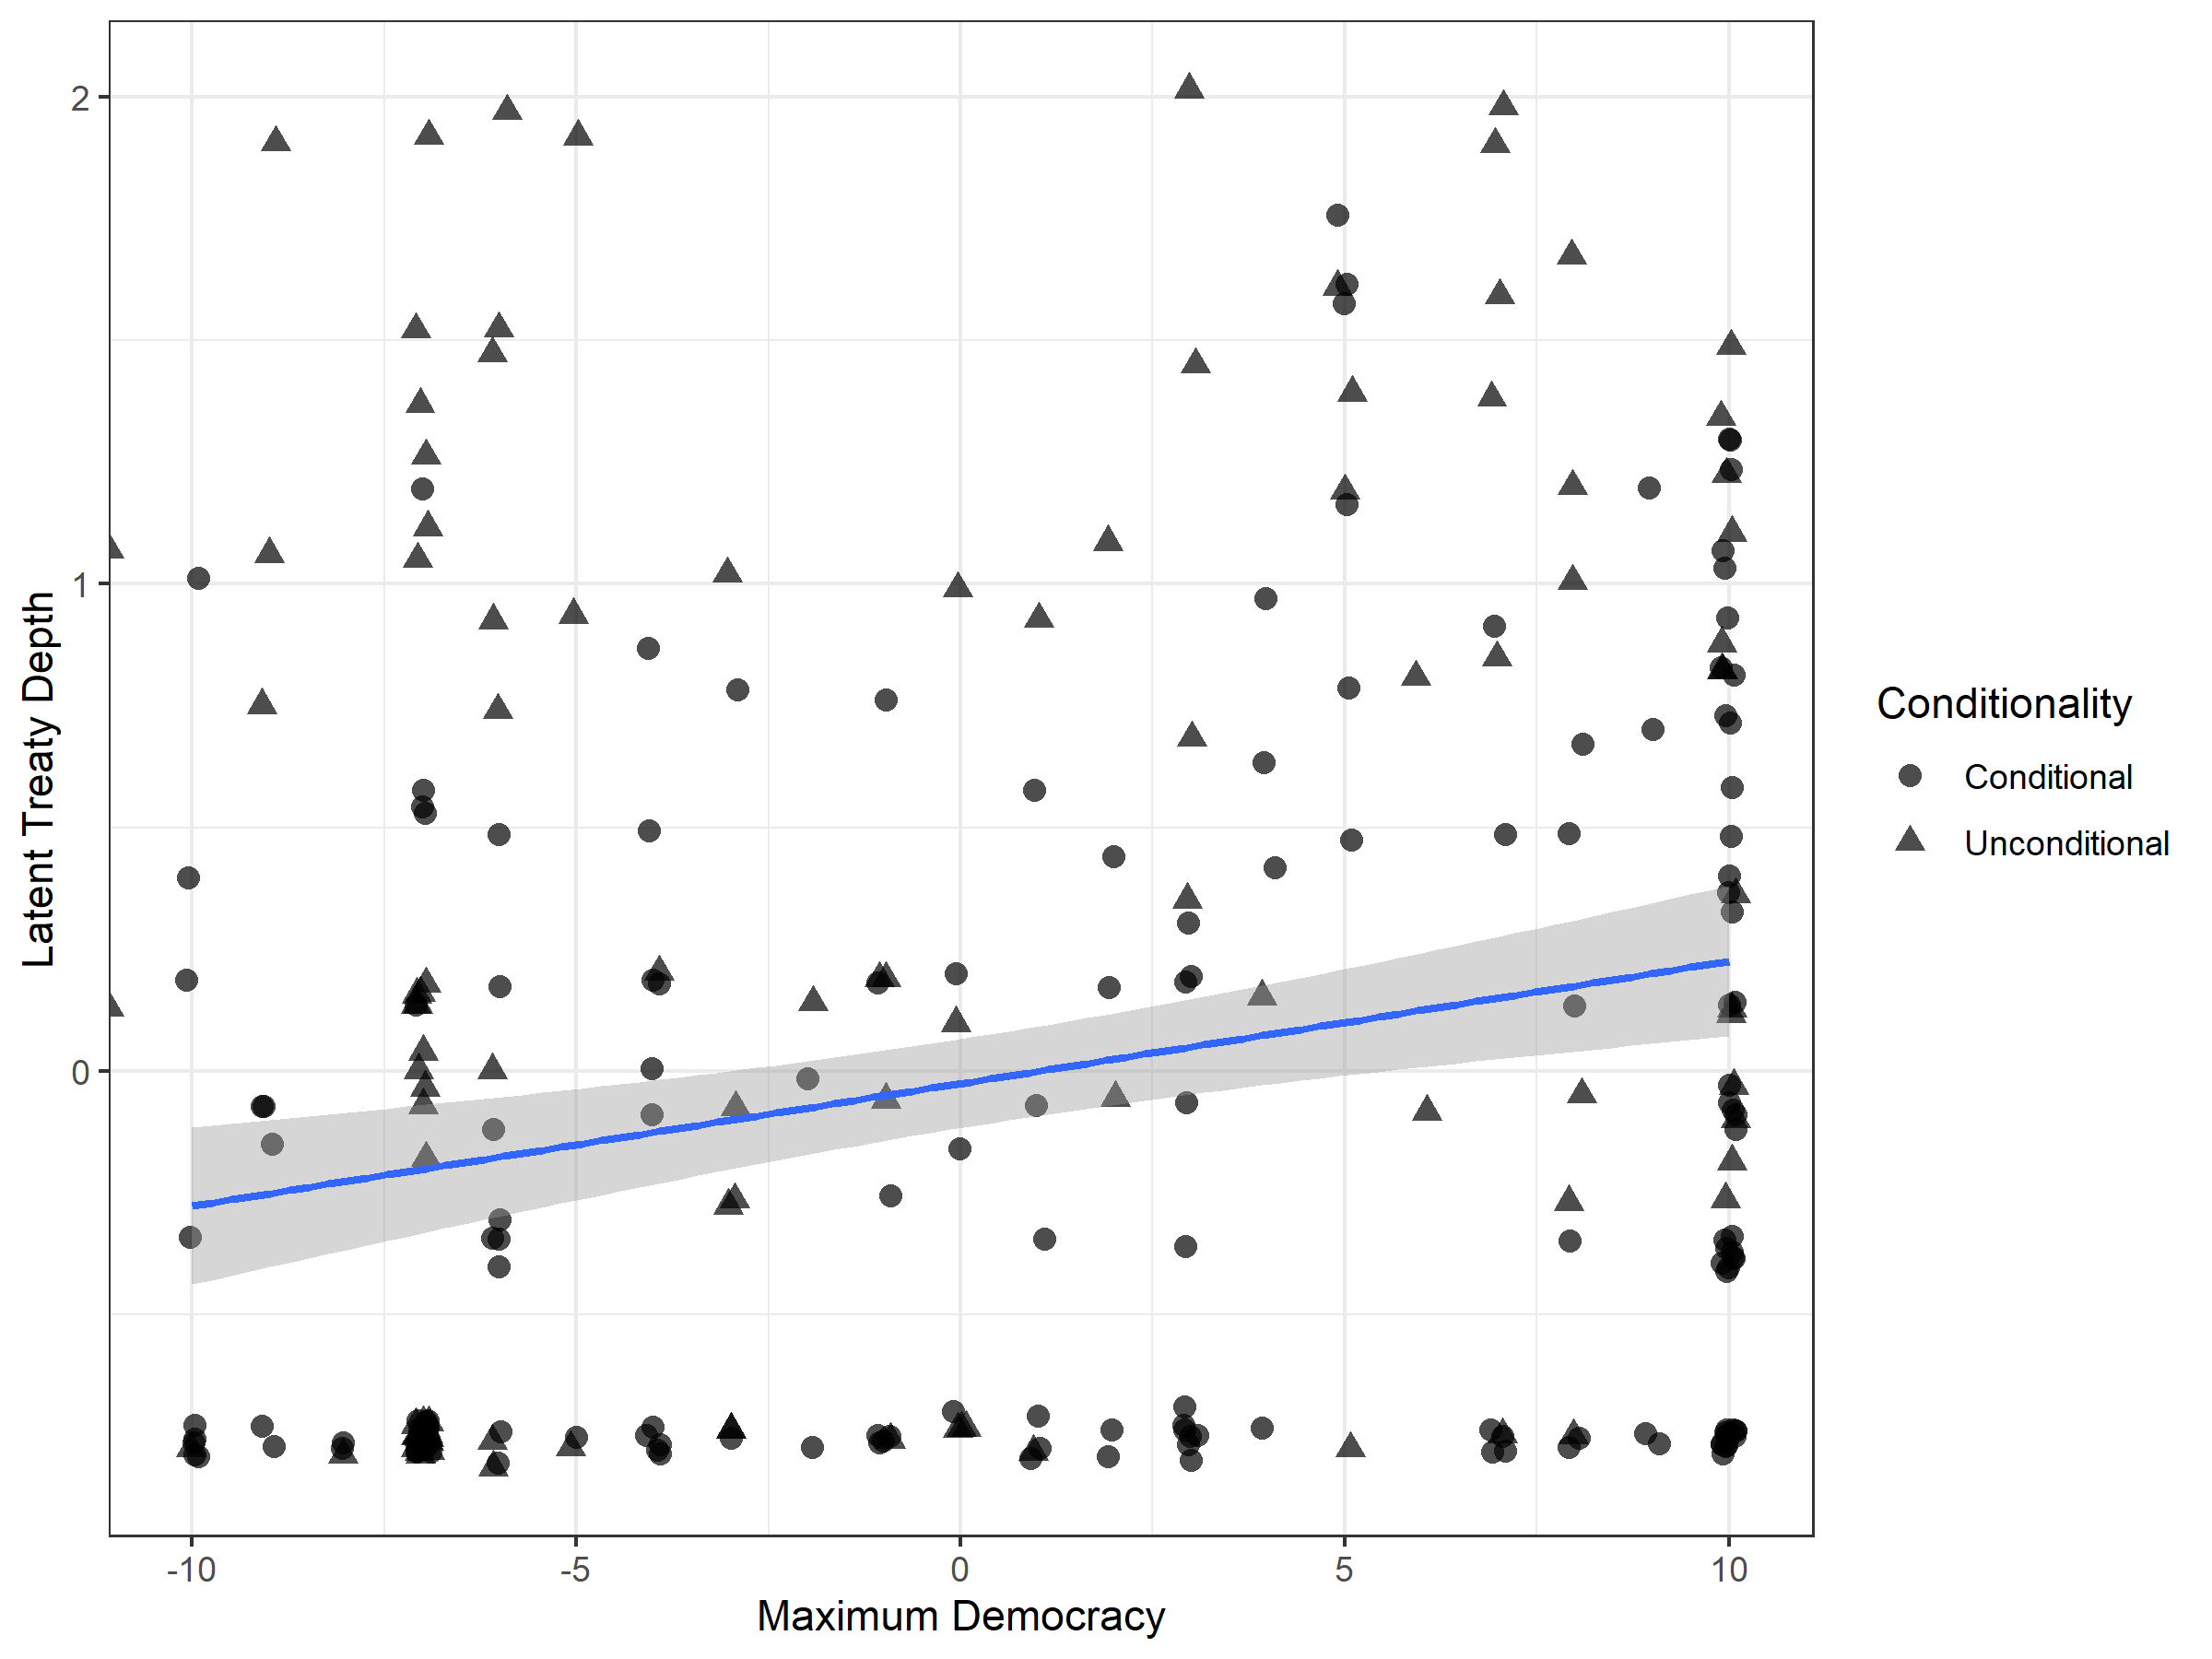 2
1
0
Latent Treaty Depth
-10
-5
0
5
10
Maximum Democracy
Conditionality
Conditional
Unconditional